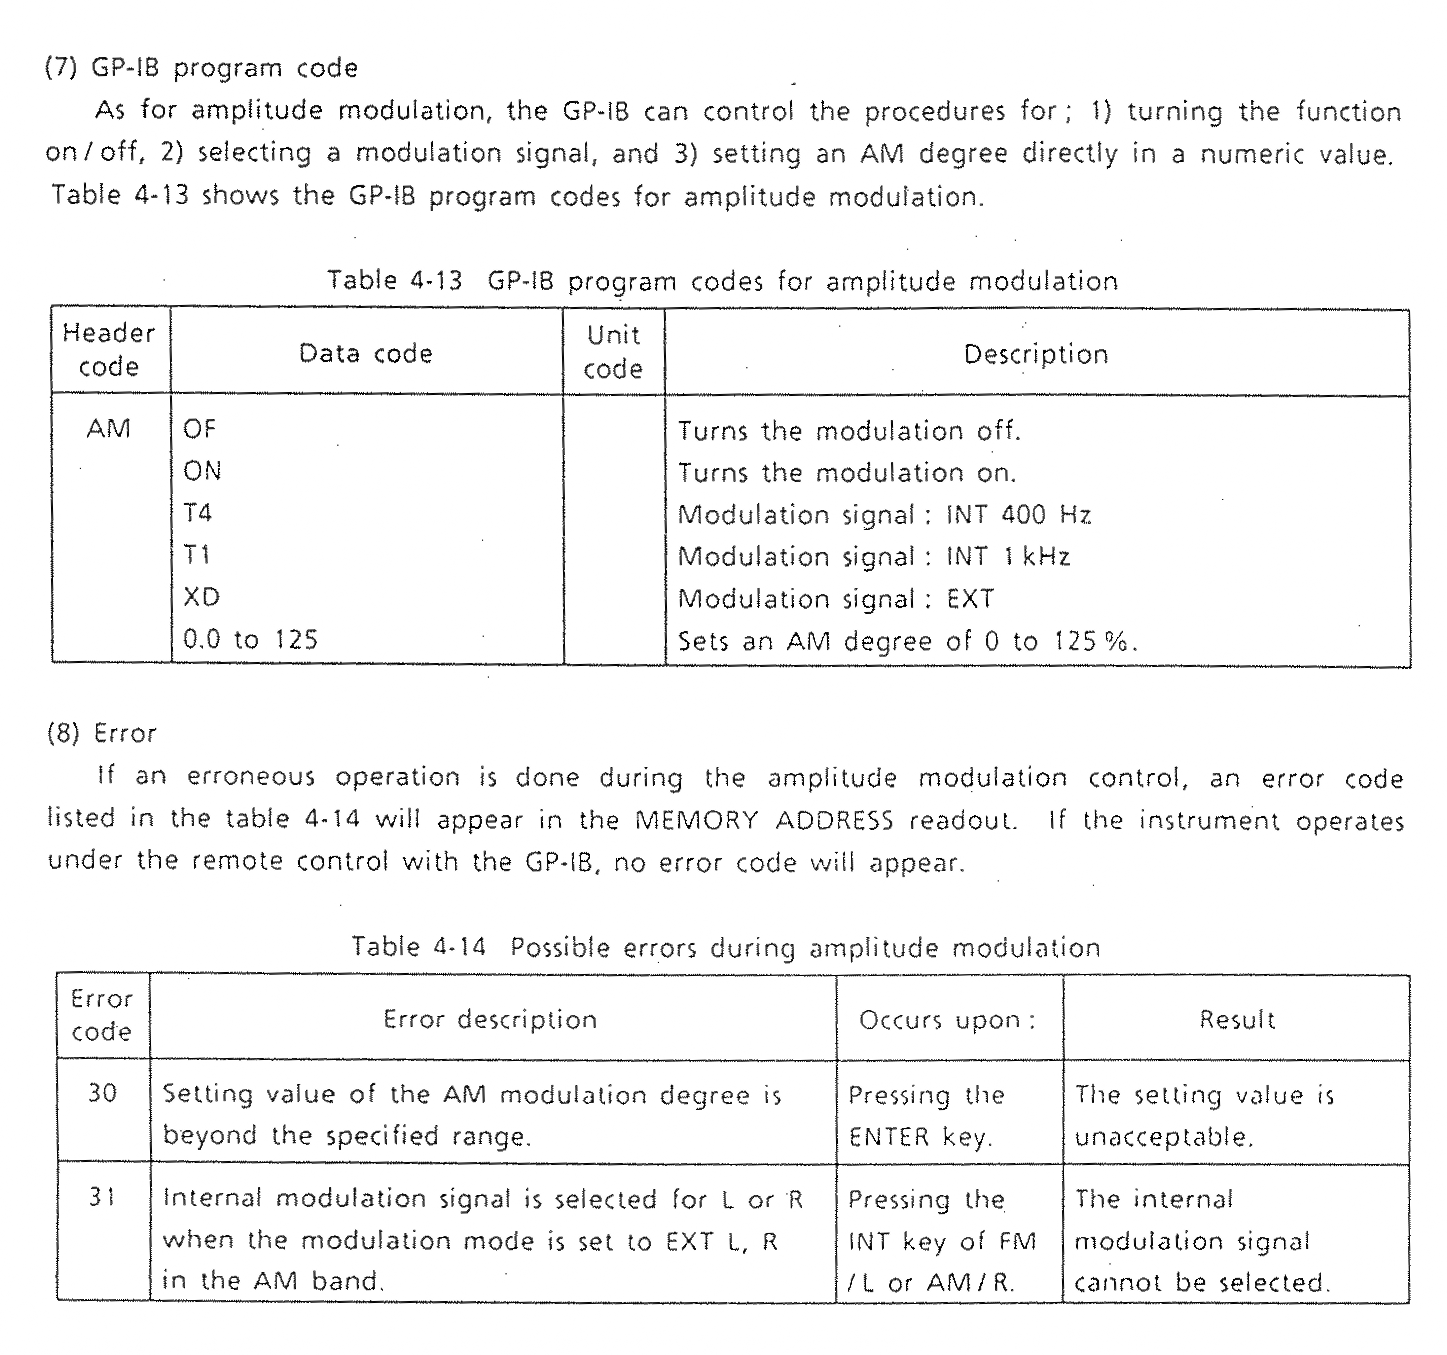 (7) GP-IB program code
As for amplitude modulation, the GP-IB can control the procedures for; 1) turning the function
on/off, 2) selecting a modulation signal, and 3) setting an AM degree directly in a numeric value.
Table 4-13 shows the GP-IB program codes for amplitude modulation.
Table 4-13 GP-IB program codes for amplitude modulation
Header code
Data code
Unit code
Description
AM
OF
Turns the modulation off.
ON
Turns the modulation on.
T4
Modulation signal : INT 400 Hz
T1
Modulation signal : INT 1 kHz
XD
Modulation signal : EXT
0.0 to 125
Sets an AM degree of 0 to 125 %.
(8) Error
If an erroneous operation is done during the amplitude modulation control, an error code
listed in the table 4-14 will appear in the MEMORY ADDRESS readout. If the instrument operates
under the remote control with the GP-IB, no error code will appear.
Table 4-14 Possible errors during amplitude modulation
Error code
Error description
Occurs upon :
Result
30
Setting value of the AM modulation degree is
beyond the specified range.
Pressing the
ENTER key.
The setting value is
unacceptable.
31
Internal modulation signal is selected for L or R
when the modulation mode is set to EXT L, R
in the AM band.
Pressing the
INT key of FM
/L or AM/R.
The internal
modulation signal
cannot be selected.